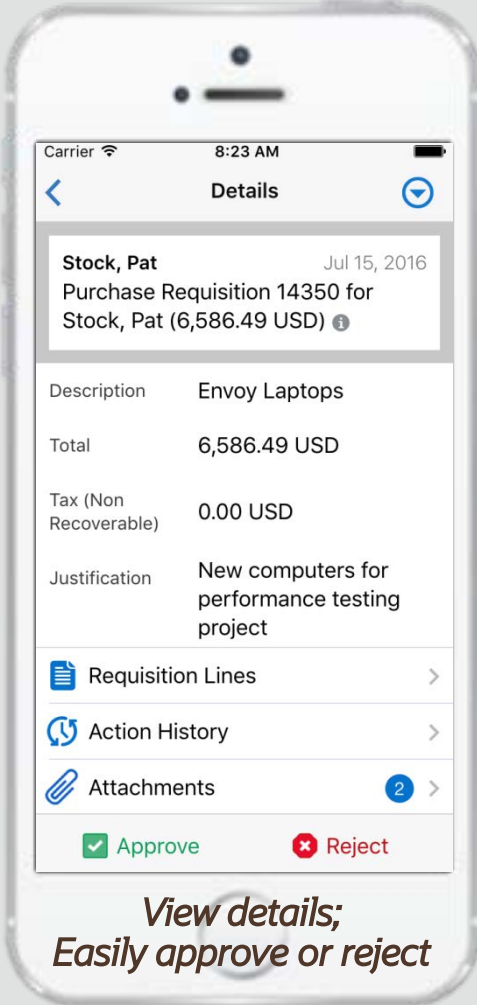 Carrier 8:23 AM
Details
Stock, Pat Jul 15, 2016
Purchase Requisition 14350 for
Stock, Pat (6,586.49 USD)
Description Envoy Laptops
Total 6,586.49 USD
Tax (Non
Recoverable) 0.00 USD
Justification New computers for
performance testing
project
Requisition Lines
Action History
Attachments 2
Approve Reject
View details;
Easily approve or reject